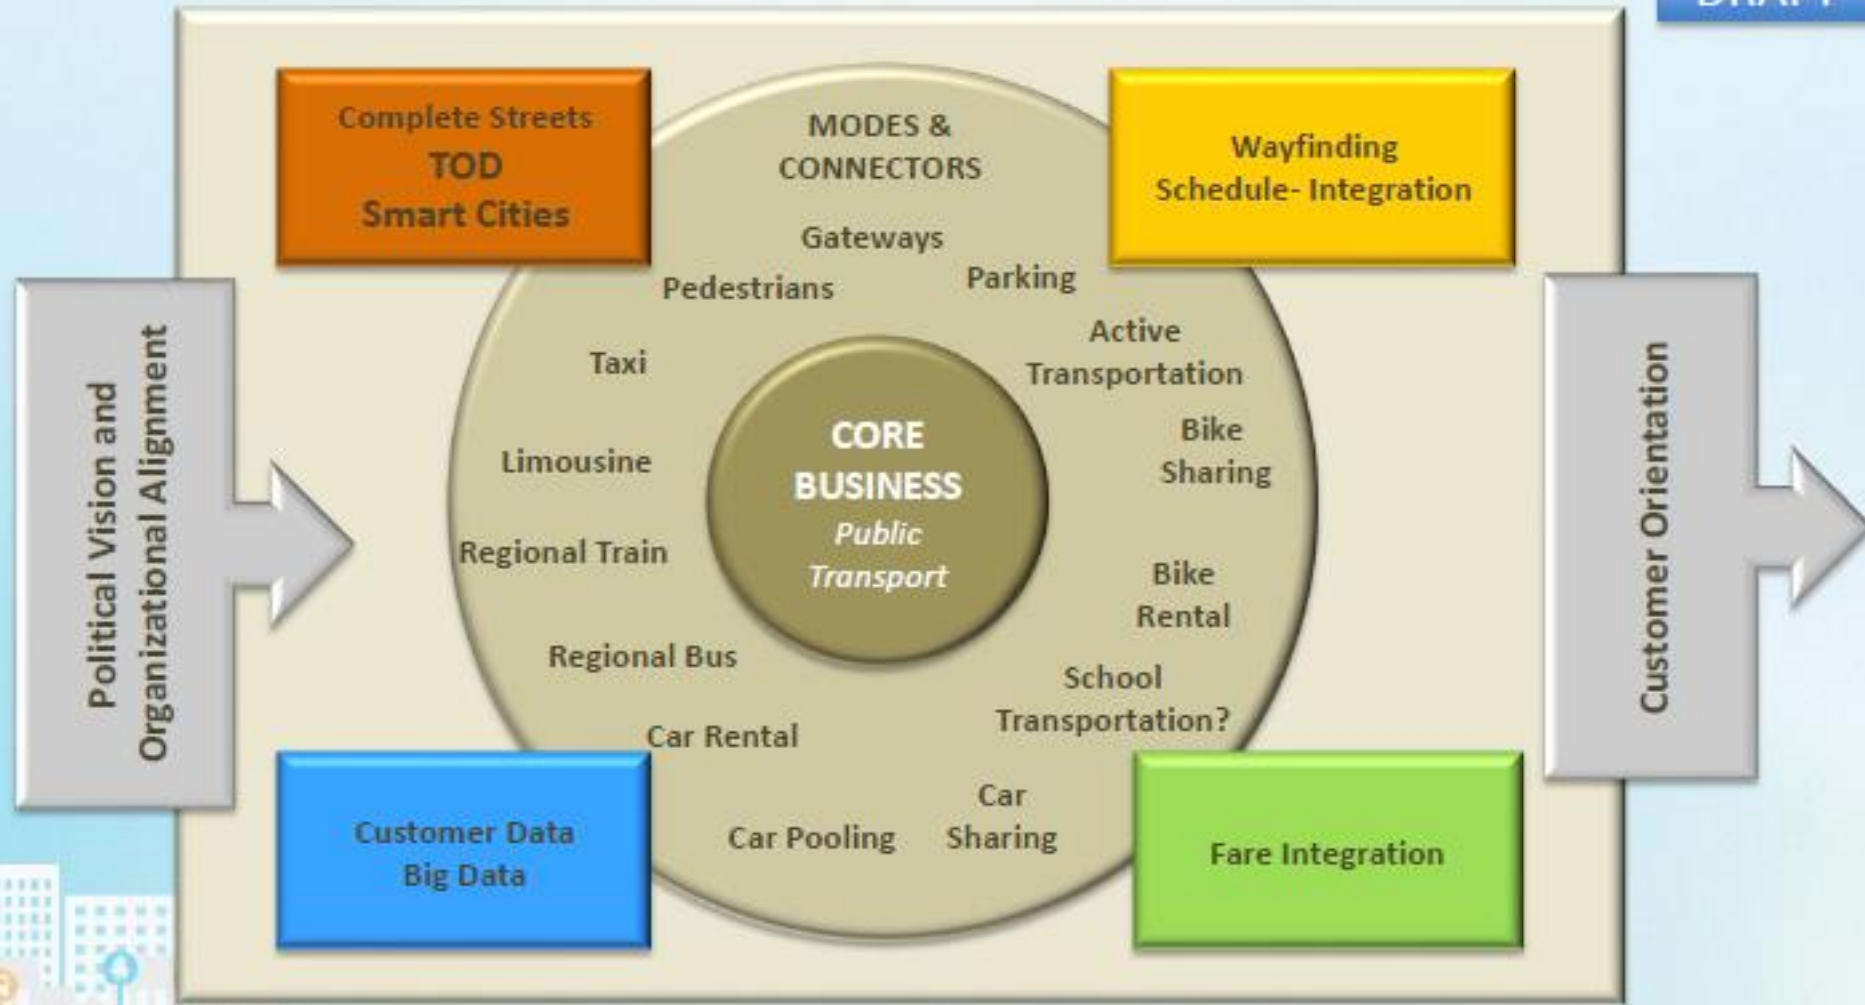 DRAFT
Complete Streets
TOD
Smart Cities
MODES &
CONNECTORS
Wayfinding
Schedule- Integration
Gateways
Pedestrians
Parking
Active
Transportation
Taxi
Bike
Sharing
Limousine
CORE
BUSINESS
Public
Transport
Regional Train
Bike
Rental
Regional Bus
School
Transportation?
Car Rental
Car
Sharing
Car Pooling
Customer Data
Big Data
Fare Integration
Political Vision and
Organizational Alignment
Customer Orientation